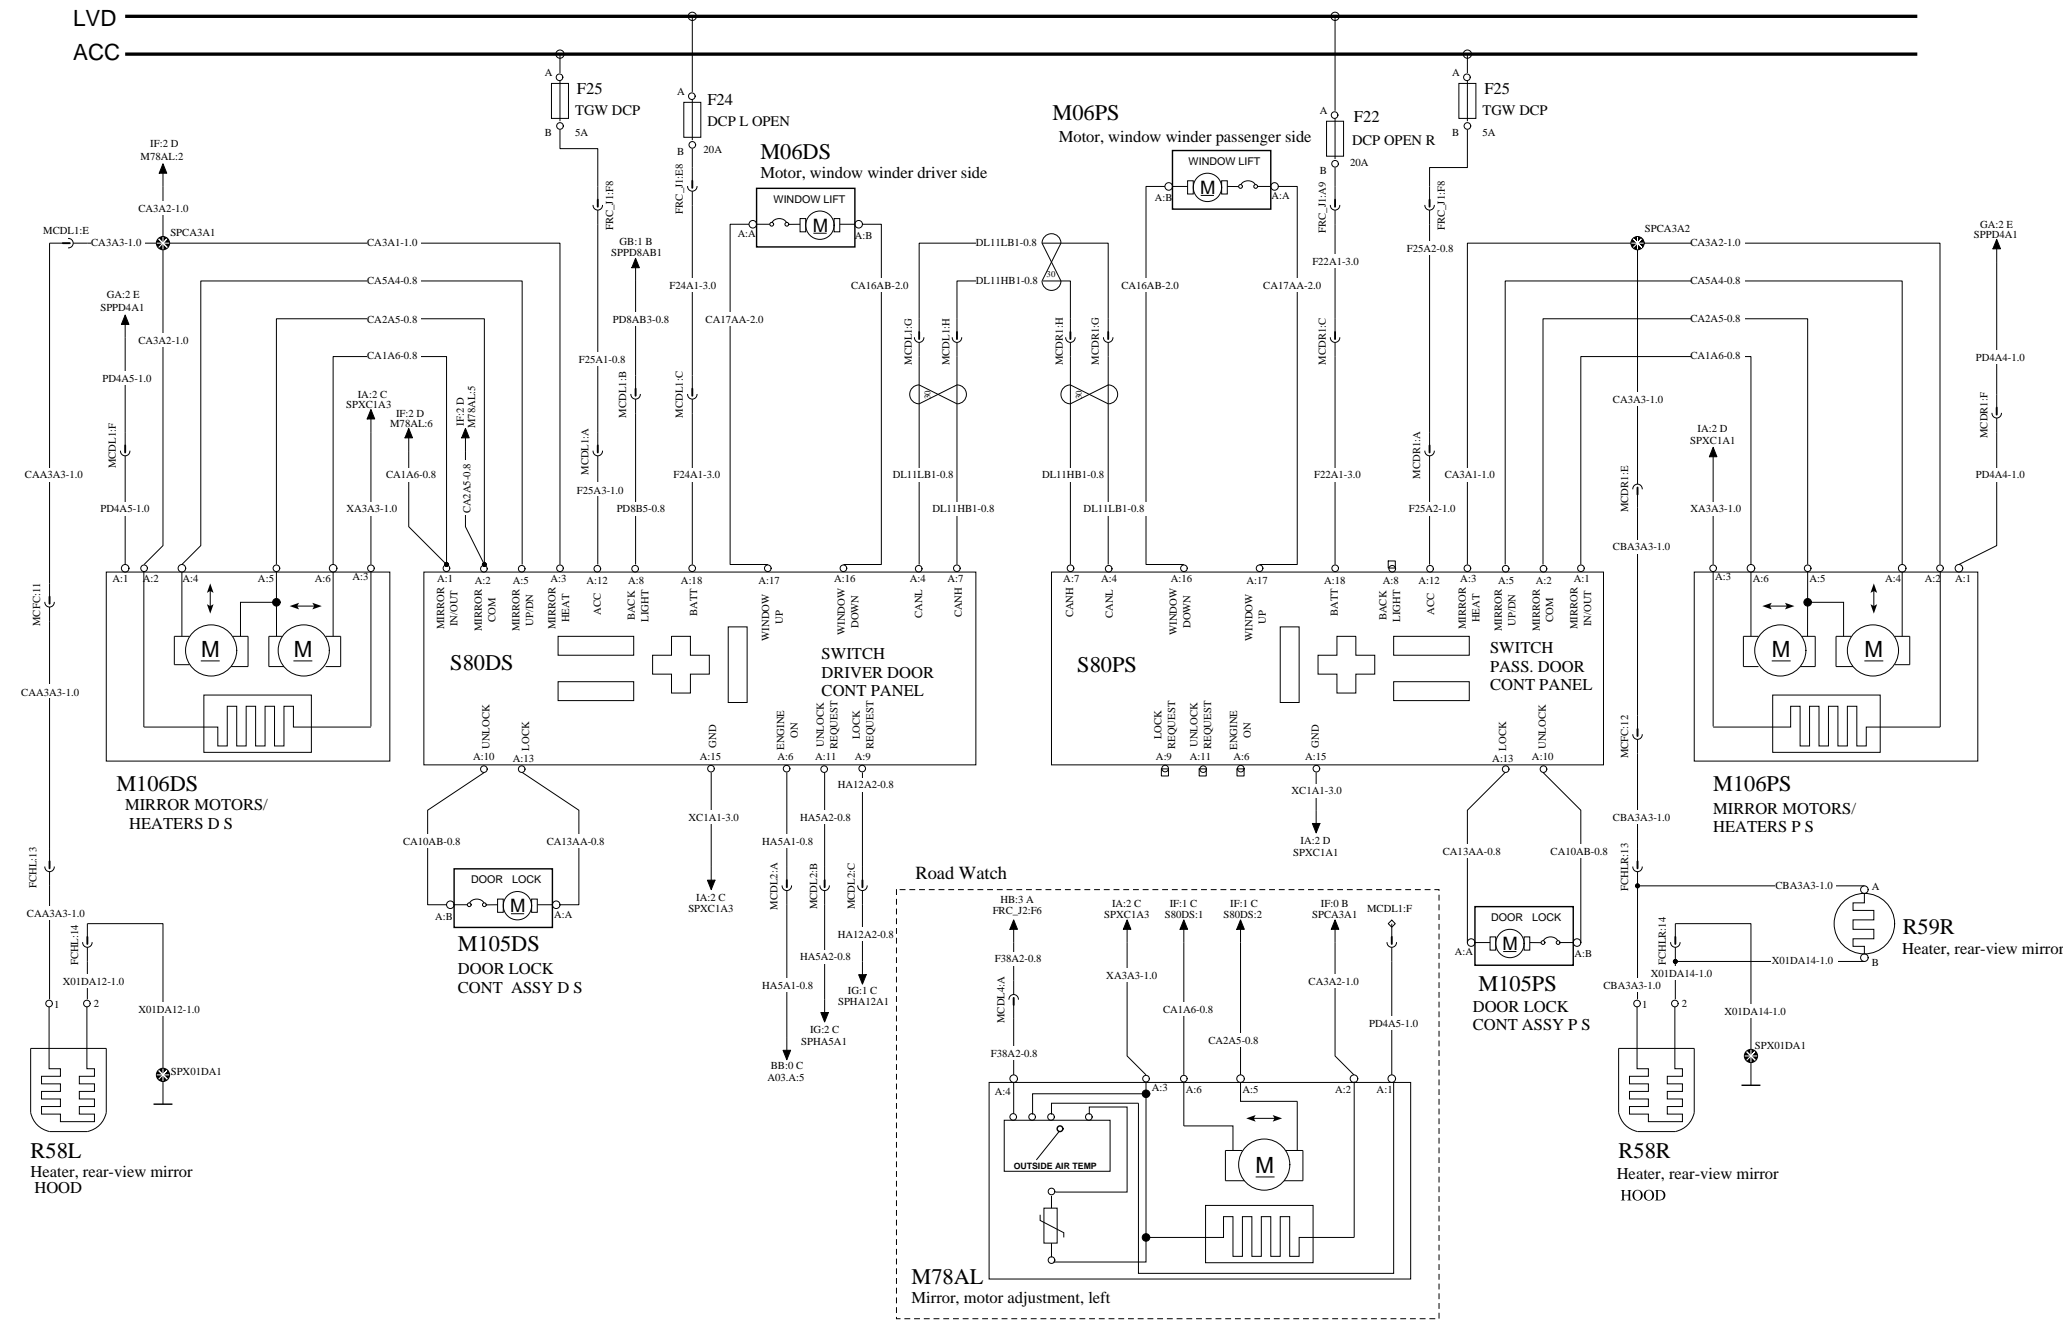 LVD
ACC
A
F25
TGW DCP
B
5A
A
F24
DCP L OPEN
B
20A
M06DS
Motor, window winder driver side
WINDOW LIFT
M
A:A
A:B
M06PS
Motor, window winder passenger side
WINDOW LIFT
M
A:B
A:A
A
F22
DCP OPEN R
B
20A
A
F25
TGW DCP
B
5A
IF:2 D
M78AL:2
CA3A2-1.0
MCDL1:E
CA3A3-1.0
SPCA3A1
CA3A1-1.0
FRC_J1:F8
FRC_J1:E8
GB:1 B
SPPD8AB1
DL11LB1-0.8
DL11HB1-0.8
30
FRC_J1:A9
FRC_J1:F8
F22A1-3.0
F25A2-0.8
SPCA3A2
CA3A2-1.0
GA:2 E
SPPD4A1
GA:2 E
SPPD4A1
CA5A4-0.8
CA3A2-1.0
CA2A5-0.8
CA1A6-0.8
PD8AB3-0.8
F24A1-3.0
CA17AA-2.0
CA16AB-2.0
MCDL1:G
MCDL1:H
MCDR1:H
MCDR1:G
CA16AB-2.0
CA17AA-2.0
MCDR1:C
CA5A4-0.8
CA2A5-0.8
CA1A6-0.8
PD4A5-1.0
PD4A4-1.0
F25A1-0.8
MCDL1:B
MCDL1:C
30
30
IA:2 C
SPXC1A3
IF:2 D
M78AL:6
IF:2 D
M78AL:5
CA3A3-1.0
MCDR1:F
IA:2 D
SPXC1A1
MCDL1:F
MCDL1:A
MCDR1:A
CAA3A3-1.0
CA1A6-0.8
CA2A5-0.8
F24A1-3.0
DL11LB1-0.8
DL11HB1-0.8
F22A1-3.0
CA3A1-1.0
MCDR1:E
PD4A4-1.0
PD4A5-1.0
XA3A3-1.0
F25A3-1.0
PD8B5-0.8
DL11HB1-0.8
DL11LB1-0.8
F25A2-1.0
XA3A3-1.0
CBA3A3-1.0
MCFC:11
A:1
A:2
A:4
A:5
A:6
A:3
M
M
M106DS
MIRROR MOTORS/
HEATERS D S
A:1
A:2
A:5
A:3
A:12
A:8
A:18
A:17
A:16
A:4
A:7
MIRROR
IN/OUT
MIRROR
COM
MIRROR
UP/DN
MIRROR
HEAT
ACC
BACK
LIGHT
BATT
WINDOW
UP
WINDOW
DOWN
CANL
CANH
S80DS
SWITCH
DRIVER DOOR
CONT PANEL
UNLOCK
LOCK
GND
ENGINE
ON
UNLOCK
REQUEST
LOCK
REQUEST
A:10
A:13
A:15
A:6
A:11
A:9
A:7
A:4
A:16
A:17
A:18
A:8
A:12
A:3
A:5
A:2
A:1
CANH
CANL
WINDOW
DOWN
WINDOW
UP
BATT
BACK
LIGHT
ACC
MIRROR
HEAT
MIRROR
UP/DN
MIRROR
COM
MIRROR
IN/OUT
S80PS
SWITCH
PASS. DOOR
CONT PANEL
LOCK
REQUEST
UNLOCK
REQUEST
ENGINE
ON
GND
LOCK
UNLOCK
A:9
A:11
A:6
A:15
A:13
A:10
A:3
A:6
A:5
A:4
A:2
A:1
M
M
M106PS
MIRROR MOTORS/
HEATERS P S
CAA3A3-1.0
MCFC:12
CBA3A3-1.0
FCHL:13
FCHLR:13
CA10AB-0.8
CA13AA-0.8
DOOR LOCK
M
A:B
A:A
M105DS
DOOR LOCK
CONT ASSY D S
XC1A1-3.0
IA:2 C
SPXC1A3
HA5A1-0.8
HA5A2-0.8
HA12A2-0.8
MCDL2:A
MCDL2:B
MCDL2:C
HA12A2-0.8
HA5A2-0.8
HA5A1-0.8
IG:1 C
SPHA12A1
IG:2 C
SPHA5A1
BB:0 C
A03.A:5
XC1A1-3.0
IA:2 D
SPXC1A1
CA13AA-0.8
CA10AB-0.8
DOOR LOCK
M
A:A
A:B
M105PS
DOOR LOCK
CONT ASSY P S
CAA3A3-1.0
FCHL:14
X01DA12-1.0
X01DA12-1.0
1
2
SPX01DA1
R58L
Heater, rear-view mirror
HOOD
Road Watch
HB:3 A
FRC_J2:F6
IA:2 C
SPXC1A3
IF:1 C
S80DS:1
IF:1 C
S80DS:2
IF:0 B
SPCA3A1
MCDL1:F
F38A2-0.8
MCDL4:A
F38A2-0.8
XA3A3-1.0
CA1A6-0.8
CA2A5-0.8
CA3A2-1.0
PD4A5-1.0
A:4
A:3
A:6
A:5
A:2
A:1
OUTSIDE AIR TEMP
M
M78AL
Mirror, motor adjustment, left
CBA3A3-1.0
A
B
R59R
Heater, rear-view mirror
FCHLR:14
X01DA14-1.0
X01DA14-1.0
CBA3A3-1.0
1
2
X01DA14-1.0
SPX01DA1
R58R
Heater, rear-view mirror
HOOD